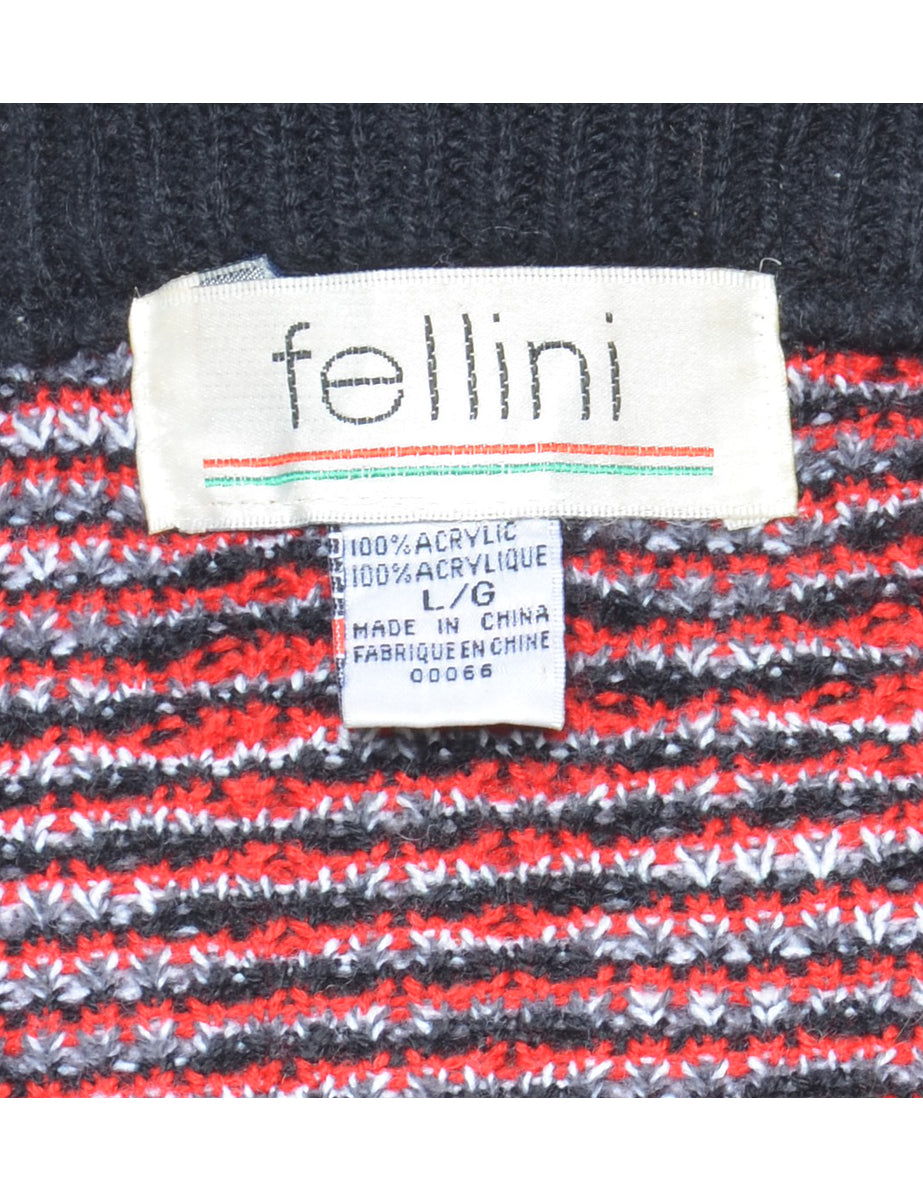 fellini
100% ACRYLIC
100% ACRYLIQUE
L/G
MADE IN CHINA
FABRIQUE EN CHINE
00066